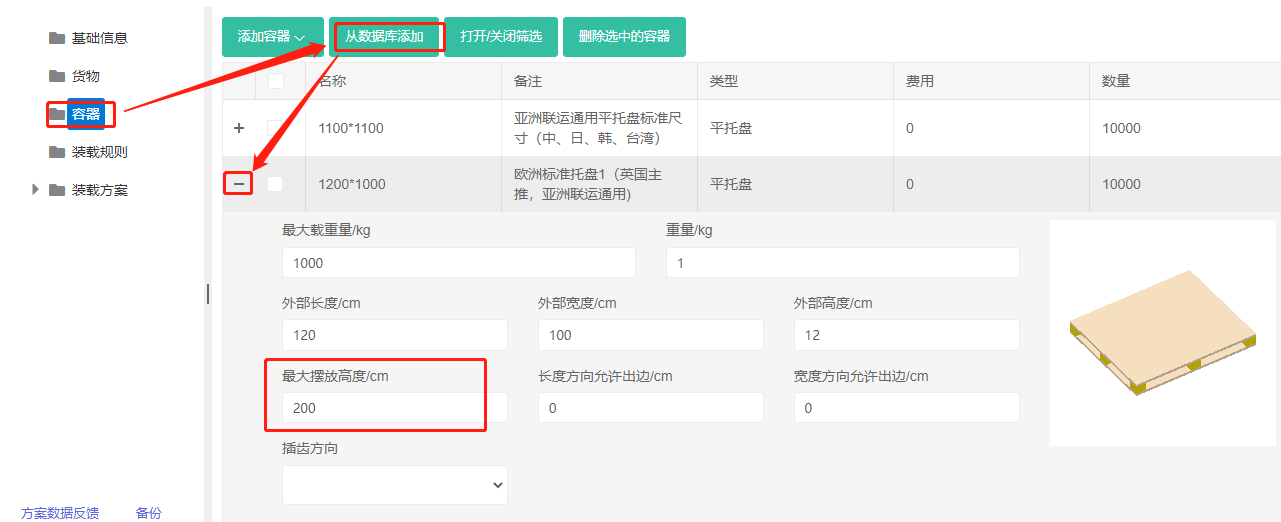 基础信息
货物
容器
装载规则
装载方案
方案数据反馈 备份
添加容器 从数据库添加 打开/关闭筛选 删除选中的容器
名称 备注 类型 费用 数量
+ 1100*1100 亚洲联运通用平托盘标准尺 平托盘 0 10000
寸（中、日、韩、台湾）
− 1200*1000 欧洲标准托盘1（英国主 平托盘 0 10000
推，亚洲联运通用)
最大载重量/kg 重量/kg
1000 1
外部长度/cm 外部宽度/cm 外部高度/cm
120 100 12
最大摆放高度/cm 长度方向允许出边/cm 宽度方向允许出边/cm
200 0 0
插齿方向